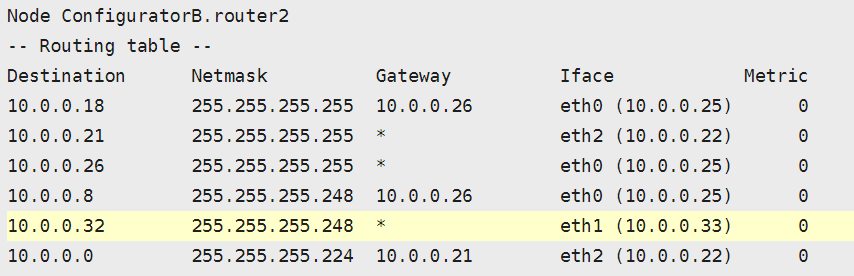 Node ConfiguratorB.router2
-- Routing table --
Destination Netmask Gateway Iface Metric
10.0.0.18 255.255.255.255 10.0.0.26 eth0 (10.0.0.25) 0
10.0.0.21 255.255.255.255 * eth2 (10.0.0.22) 0
10.0.0.26 255.255.255.255 * eth0 (10.0.0.25) 0
10.0.0.8 255.255.255.248 10.0.0.26 eth0 (10.0.0.25) 0
10.0.0.32 255.255.255.248 * eth1 (10.0.0.33) 0
10.0.0.0 255.255.255.224 10.0.0.21 eth2 (10.0.0.22) 0